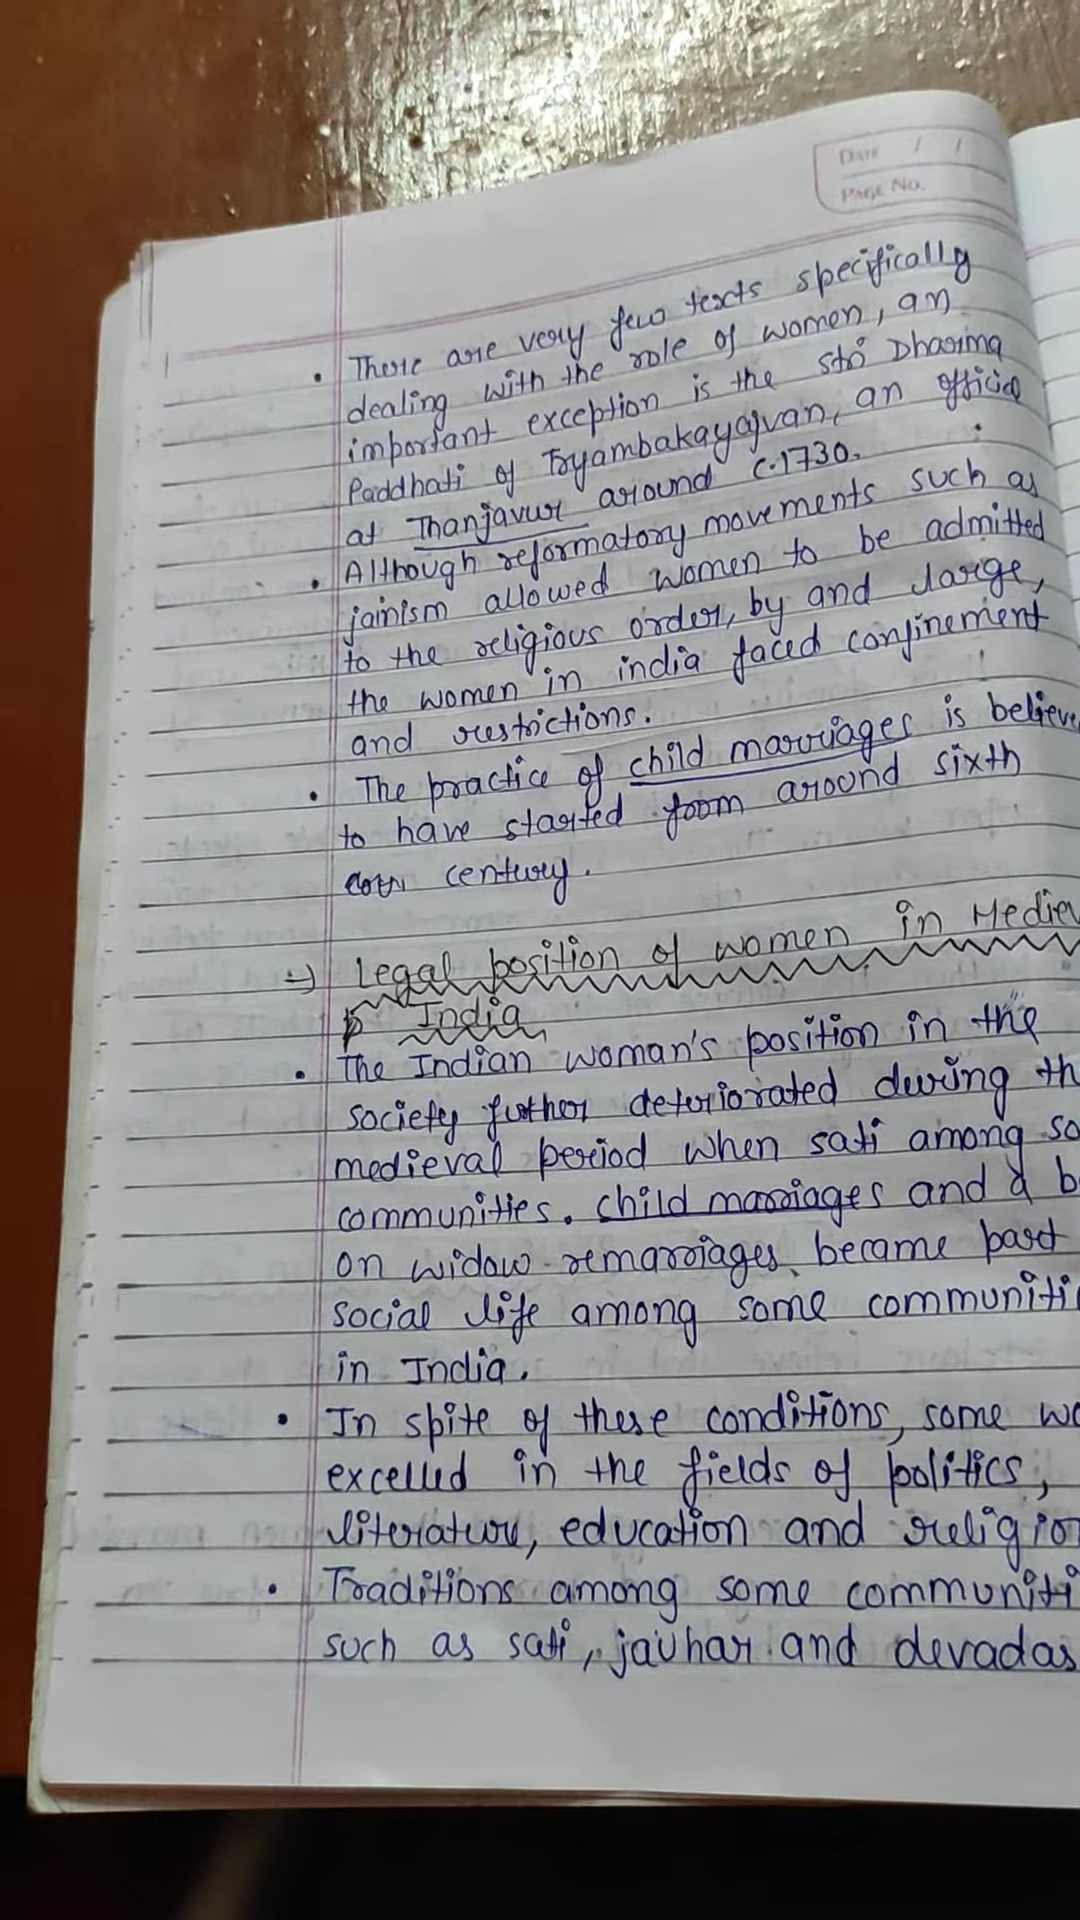 DATE / /
PAGE NO.
• There are very few texts specifically
dealing with the role of women, an
important exception is the stri Dharma
Paddhati of Tryambakayajvan, an official
at Thanjavur around c.1730.
• Although reformatory movements such as
jainism allowed women to be admitted
to the religious order, by and large,
the women in india faced confinement
and restrictions.
• The practice of child marriages is believe
to have started from around sixth
century.
→ Legal position of women in Mediev
India
• The Indian woman's position in the
society further deteriorated during th
medieval period when sati among so
communities. child marriages and a b
on widow remarriages became part
social life among some communiti
in India.
• In spite of these conditions, some wo
excelled in the fields of politics,
literature, education and religion
• Traditions among some communiti
such as sati, jauhar and devadas